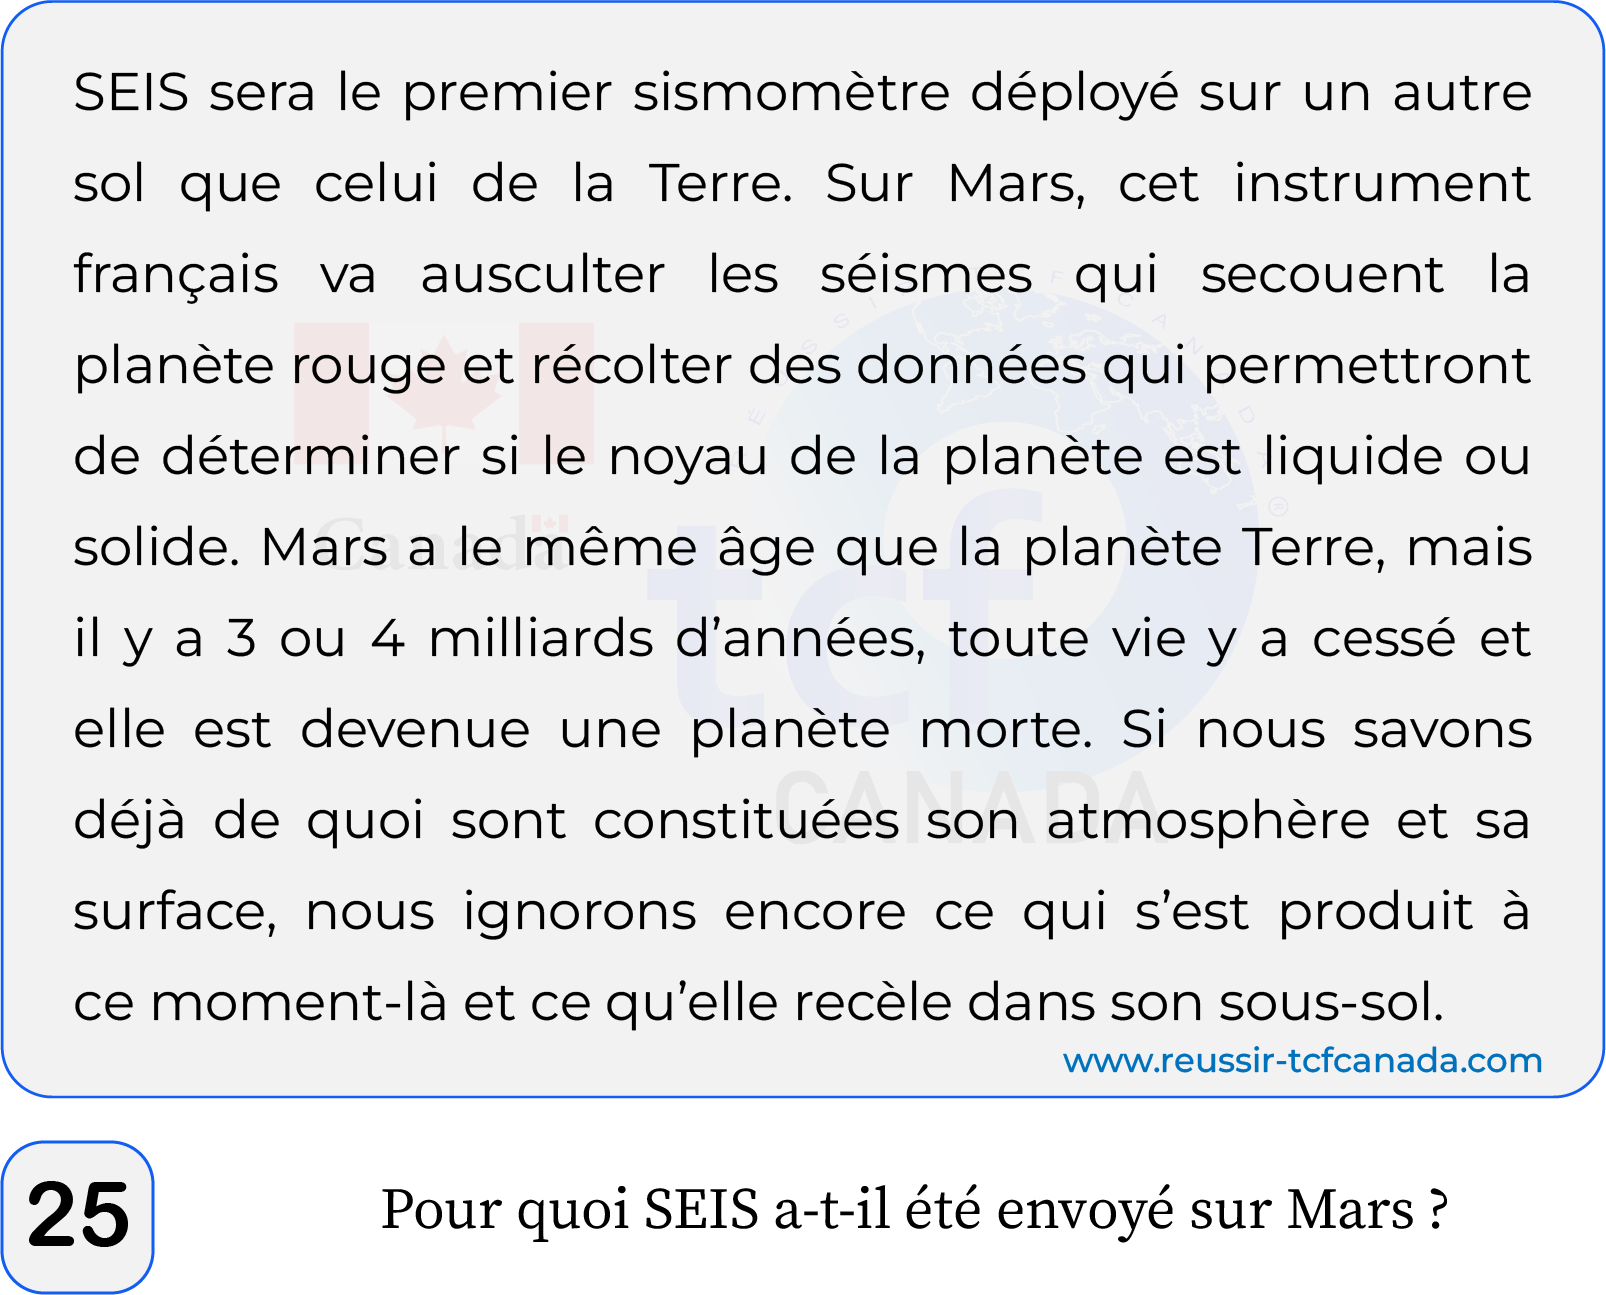 SEIS sera le premier sismomètre déployé sur un autre
sol que celui de la Terre. Sur Mars, cet instrument
français va ausculter les séismes qui secouent la
planète rouge et récolter des données qui permettront
de déterminer si le noyau de la planète est liquide ou
solide. Mars a le même âge que la planète Terre, mais
il y a 3 ou 4 milliards d’années, toute vie y a cessé et
elle est devenue une planète morte. Si nous savons
déjà de quoi sont constituées son atmosphère et sa
surface, nous ignorons encore ce qui s’est produit à
ce moment-là et ce qu’elle recèle dans son sous-sol.
www.reussir-tcfcanada.com
Canada
tcf
CANADA
25
Pour quoi SEIS a-t-il été envoyé sur Mars ?